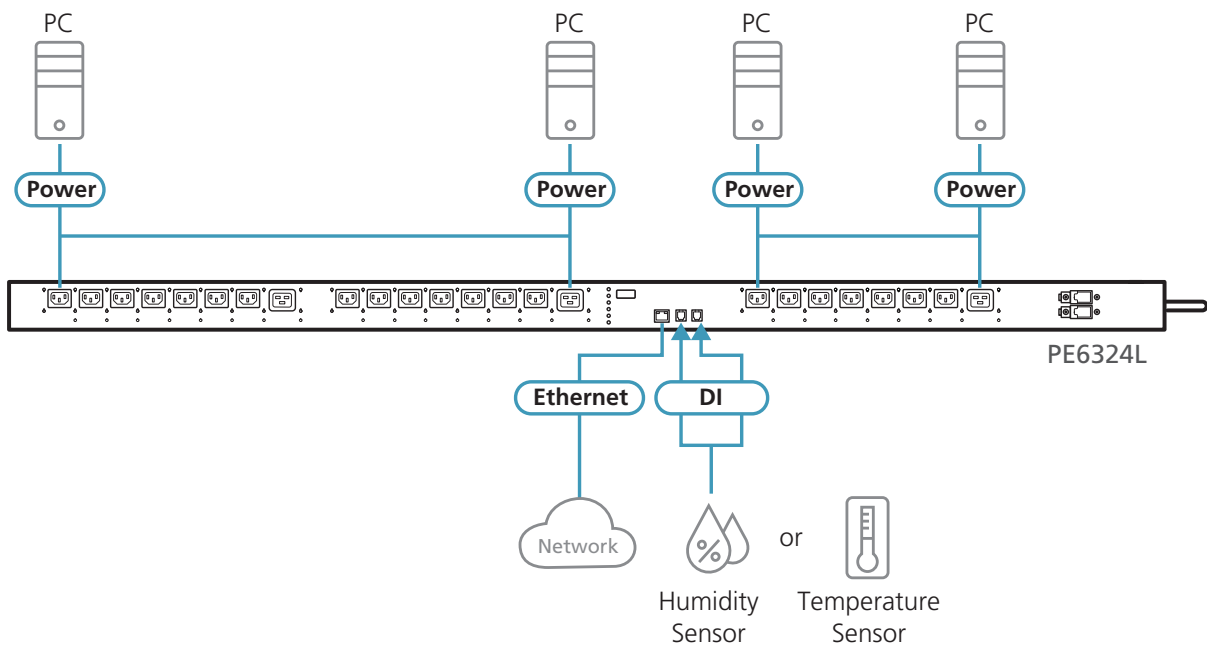 PC
PC
PC
PC
Power
Power
Power
Power
PE6324L
Ethernet
DI
Network
%
or
Humidity
Sensor
Temperature
Sensor